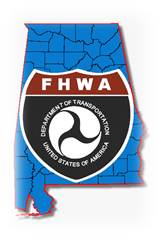 FHWA
DEPARTMENT OF TRANSPORTATION
UNITED STATES OF AMERICA